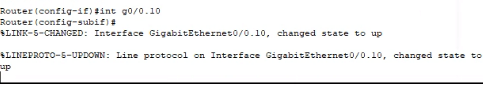 Router(config-if)#int g0/0.10
Router(config-subif)#
%LINK-5-CHANGED: Interface GigabitEthernet0/0.10, changed state to up
%LINEPROTO-5-UPDOWN: Line protocol on Interface GigabitEthernet0/0.10, changed state to
up